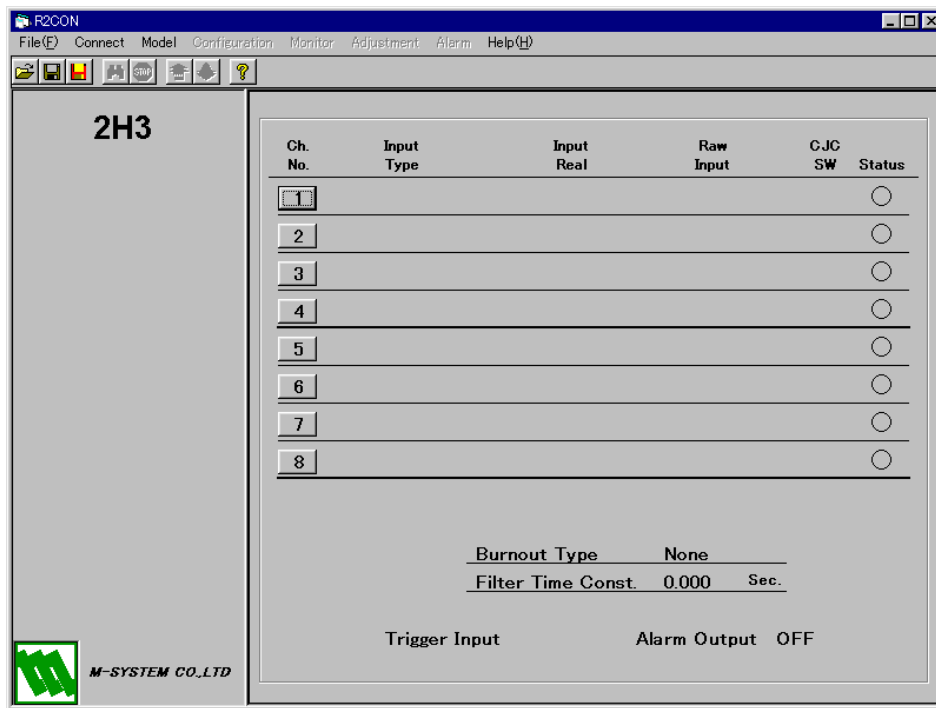 R2CON
File(F) Connect Model Configuration Monitor Adjustment Alarm Help(H)
STOP ?
2H3
Ch. No. Input Type Input Real Raw Input CJC SW Status
1
2
3
4
5
6
7
8
Burnout Type None
Filter Time Const. 0.000 Sec.
Trigger Input Alarm Output OFF
M-SYSTEM CO.,LTD